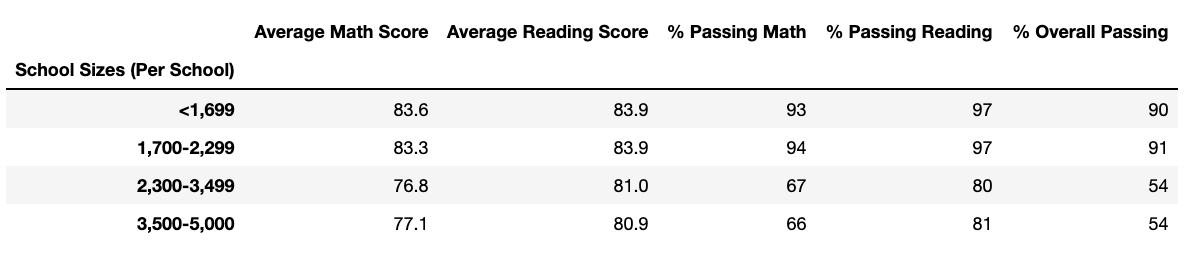 Average Math Score Average Reading Score % Passing Math % Passing Reading % Overall Passing
School Sizes (Per School)
<1,699 83.6 83.9 93 97 90
1,700-2,299 83.3 83.9 94 97 91
2,300-3,499 76.8 81.0 67 80 54
3,500-5,000 77.1 80.9 66 81 54